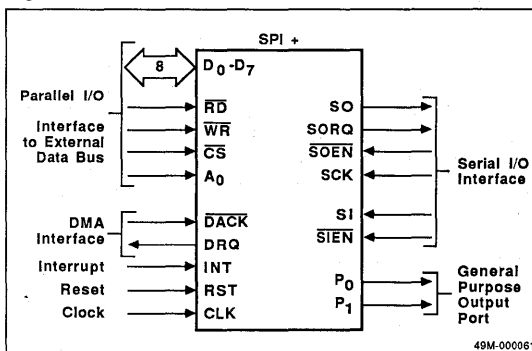 SPI +
8
D0-D7
Parallel I/O
Interface
to External
Data Bus
RD
WR
CS
A0
DMA
Interface
DACK
DRQ
Interrupt
INT
Reset
RST
Clock
CLK
SO
SORQ
SOEN
SCK
SI
SIEN
Serial I/O
Interface
P0
P1
General
Purpose
Output
Port